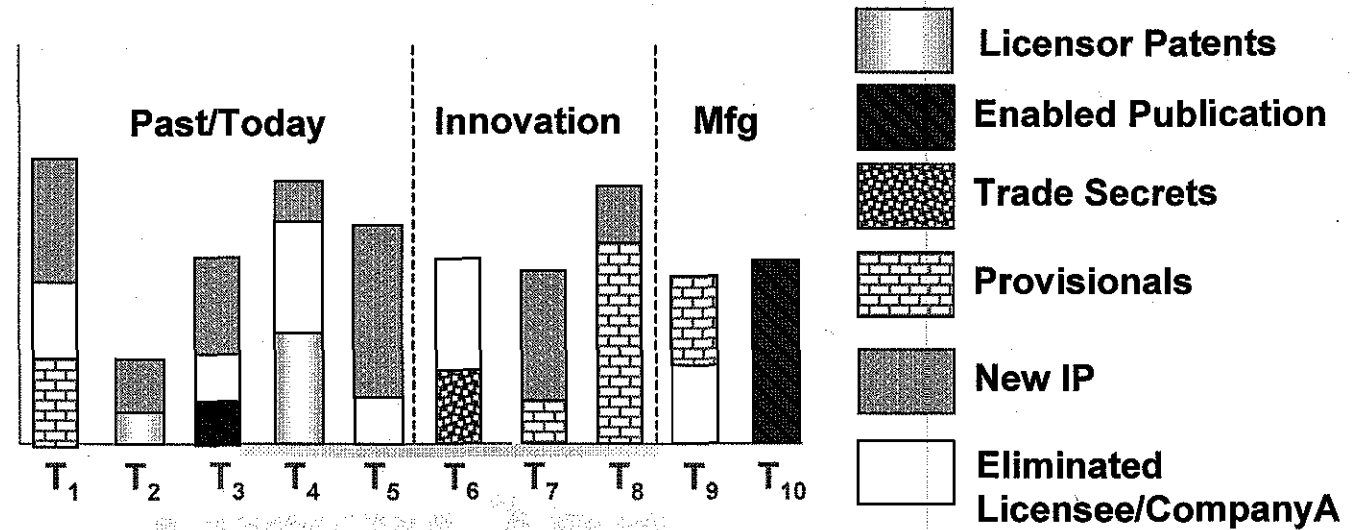 Past/Today
Innovation
Mfg
T1
T2
T3
T4
T5
T6
T7
T8
T9
T10
Licensor Patents
Enabled Publication
Trade Secrets
Provisionals
New IP
Eliminated
Licensee/CompanyA